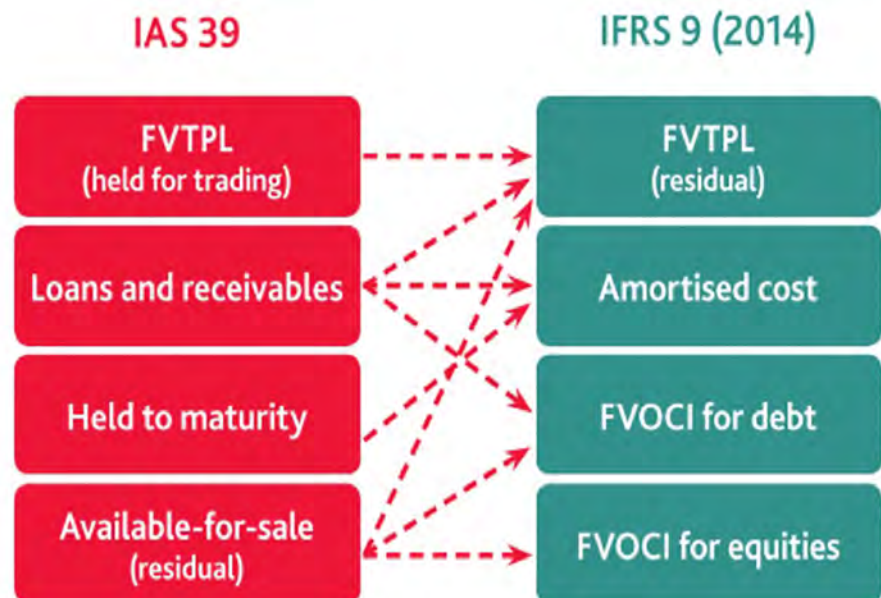 IAS 39
IFRS 9 (2014)
FVTPL
(held for trading)
FVTPL
(residual)
Loans and receivables
Amortised cost
Held to maturity
FVOCI for debt
Available-for-sale
(residual)
FVOCI for equities